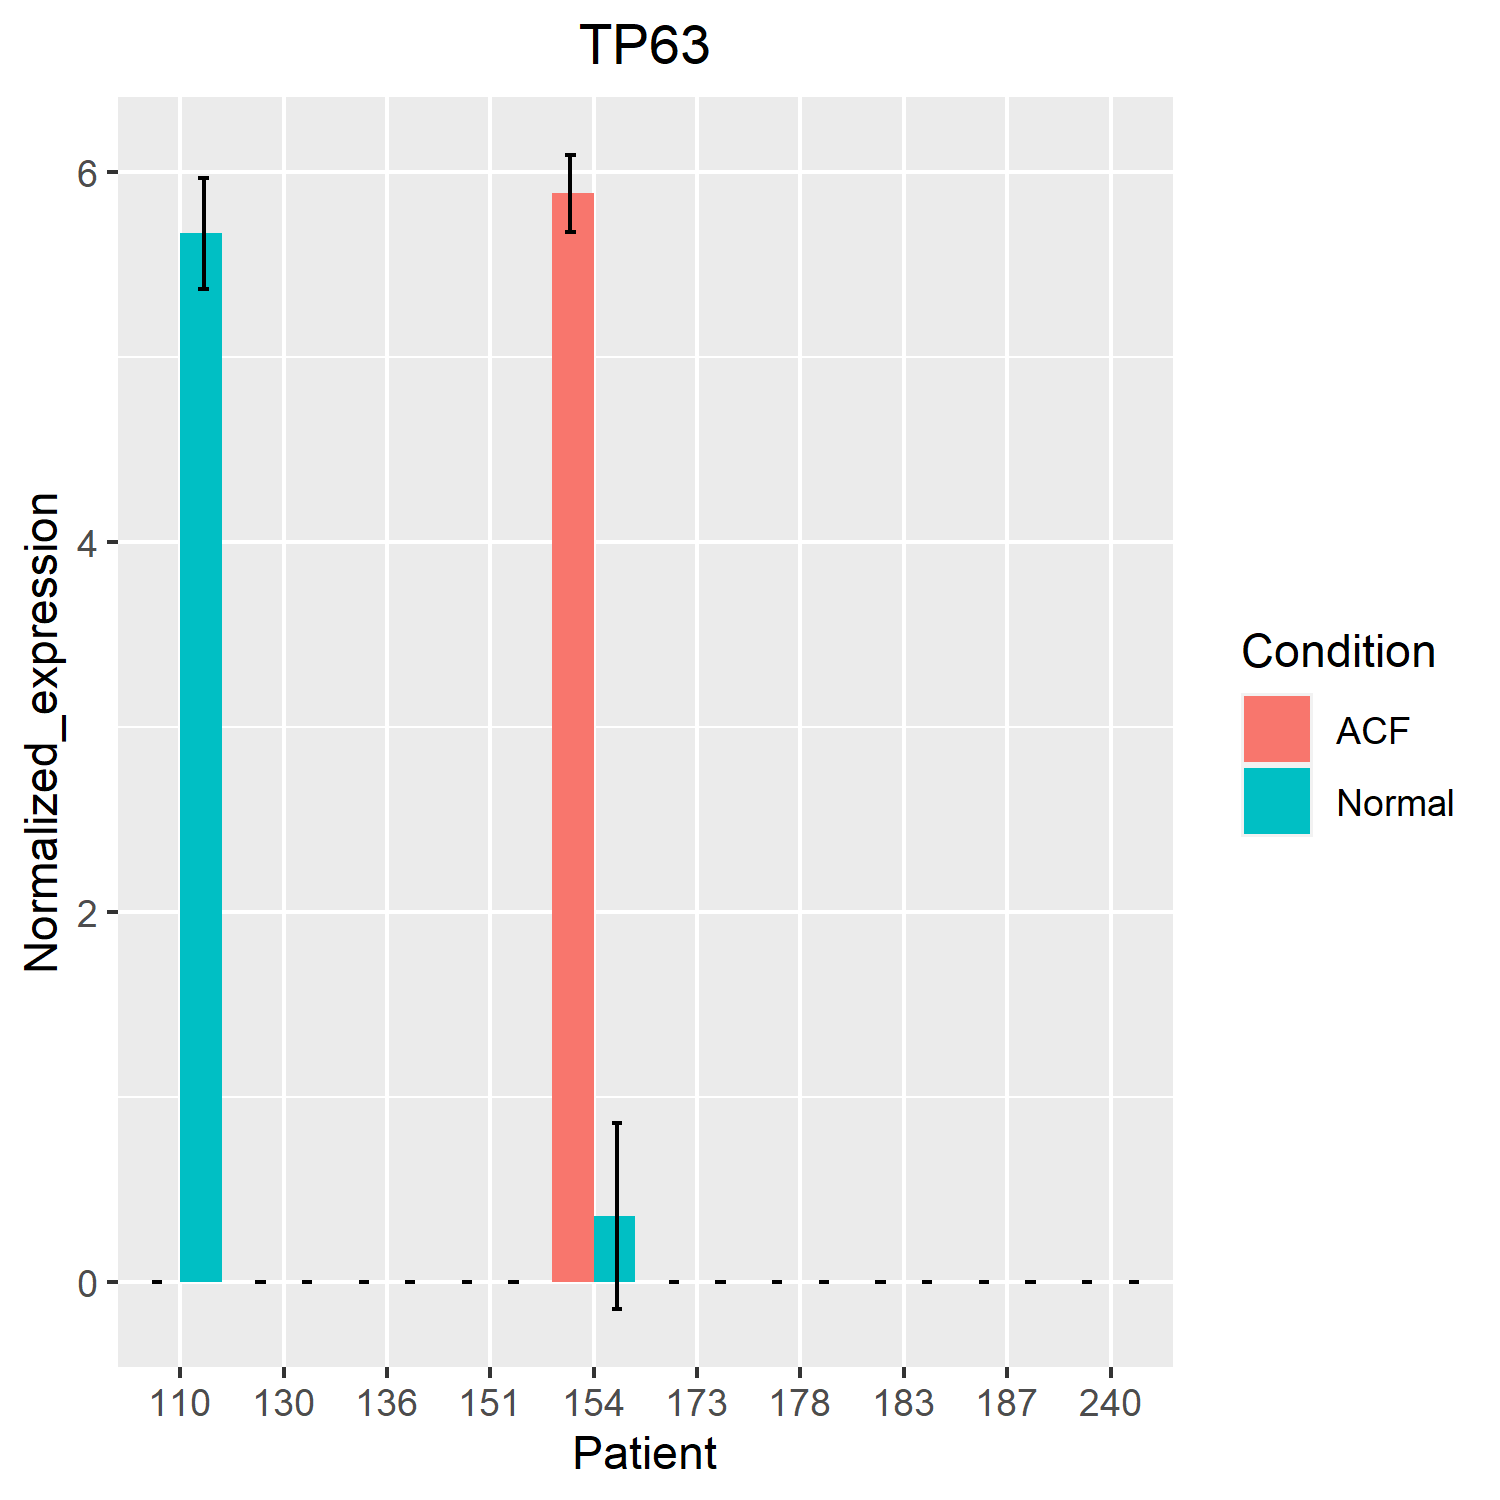 TP63
Normalized_expression
6
4
2
0
110 130 136 151 154 173 178 183 187 240
Patient
Condition
ACF
Normal